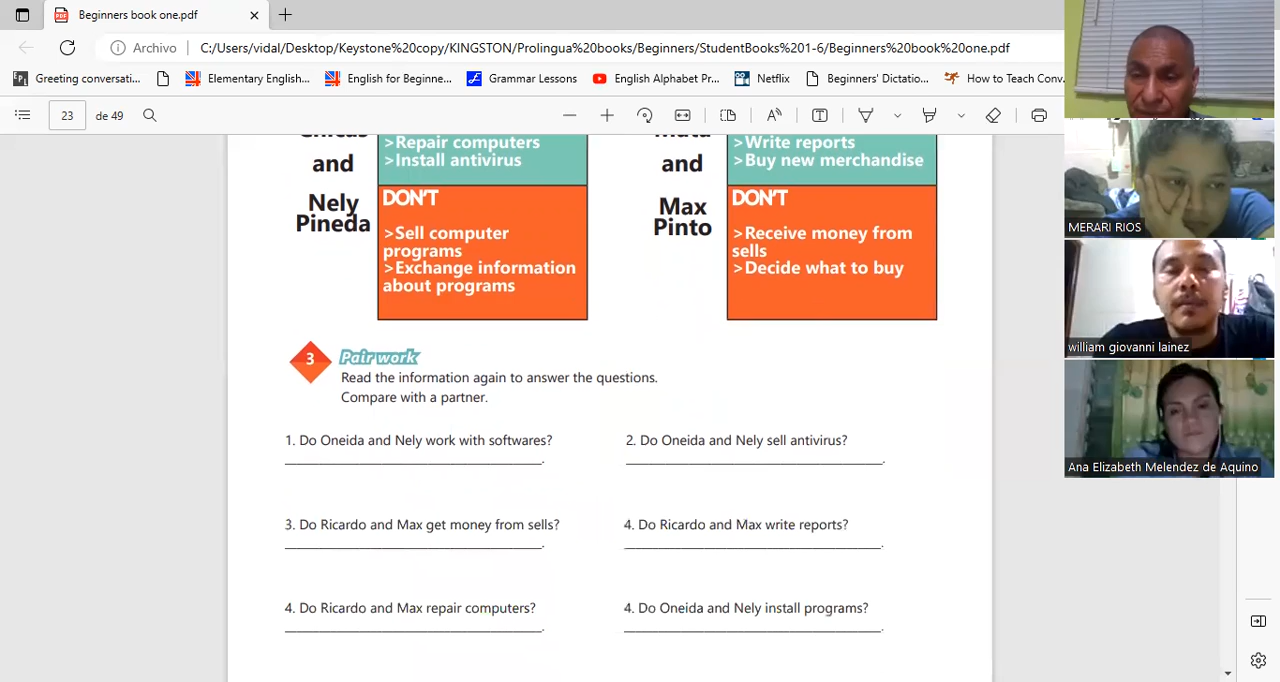 Beginners book one.pdf
Archivo
C:/Users/vidal/Desktop/Keystone%20copy/KINGSTON/Prolingua%20books/Beginners/StudentBooks%201-6/Beginners%20book%20one.pdf
Greeting conversati...
Elementary English...
English for Beginne...
Grammar Lessons
English Alphabet Pr...
Netflix
Beginners' Dictatio...
How to Teach Conv...
23
de 49
and
Nely
Pineda
>Repair computers
>Install antivirus
DON'T
>Sell computer
programs
>Exchange information
about programs
and
Max
Pinto
>Write reports
>Buy new merchandise
DON'T
>Receive money from
sells
>Decide what to buy
3
Pair work
Read the information again to answer the questions.
Compare with a partner.
1. Do Oneida and Nely work with softwares?
2. Do Oneida and Nely sell antivirus?
3. Do Ricardo and Max get money from sells?
4. Do Ricardo and Max write reports?
4. Do Ricardo and Max repair computers?
4. Do Oneida and Nely install programs?
MERARI RIOS
william giovanni lainez
Ana Elizabeth Melendez de Aquino